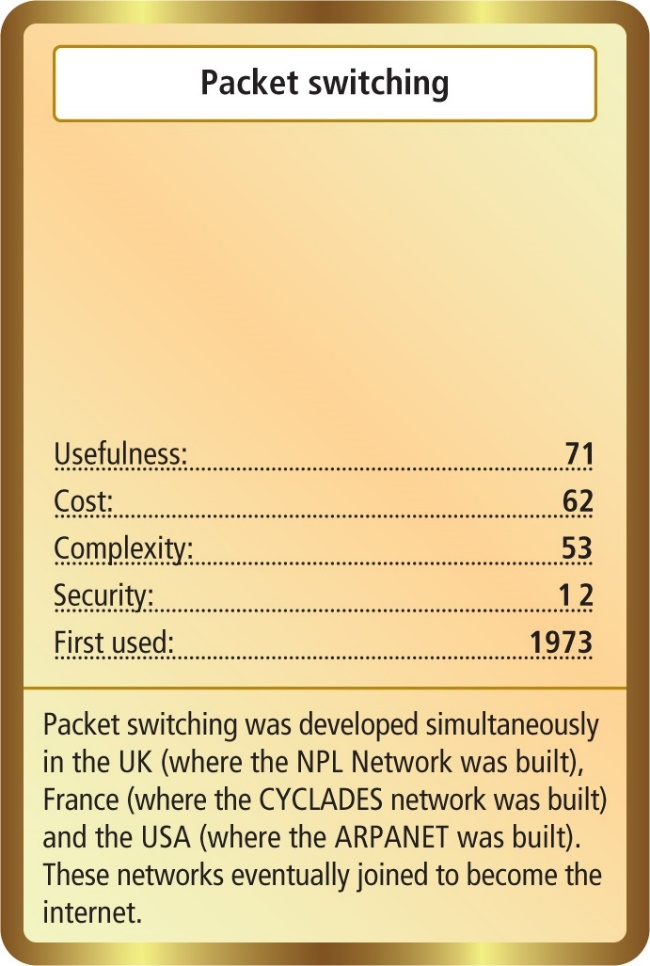 Packet switching
Usefulness: 71
Cost: 62
Complexity: 53
Security: 1 2
First used: 1973
Packet switching was developed simultaneously
in the UK (where the NPL Network was built),
France (where the CYCLADES network was built)
and the USA (where the ARPANET was built).
These networks eventually joined to become the
internet.